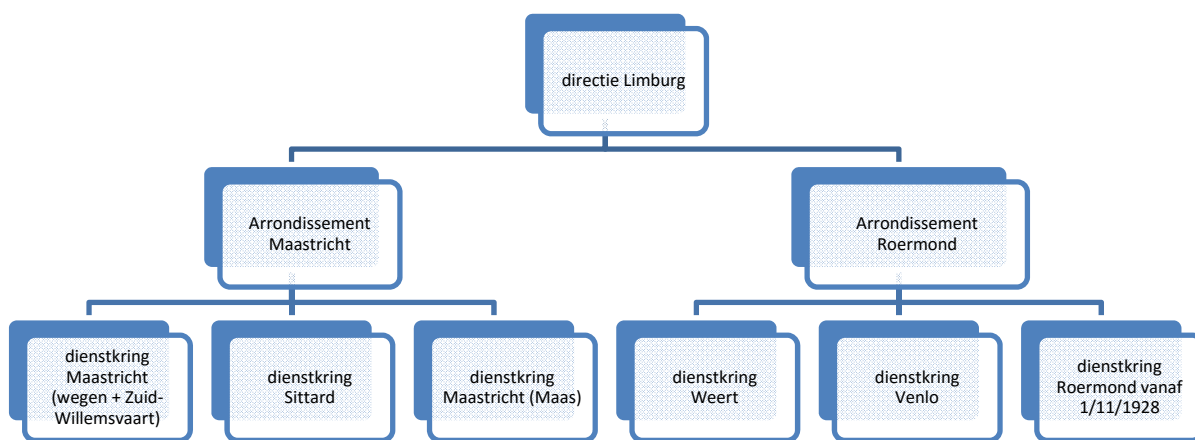 directie Limburg
Arrondissement
Maastricht
Arrondissement
Roermond
dienstkring
Maastricht
(wegen + Zuid-
Willemsvaart)
dienstkring
Sittard
dienstkring
Maastricht (Maas)
dienstkring
Weert
dienstkring
Venlo
dienstkring
Roermond vanaf
1/11/1928